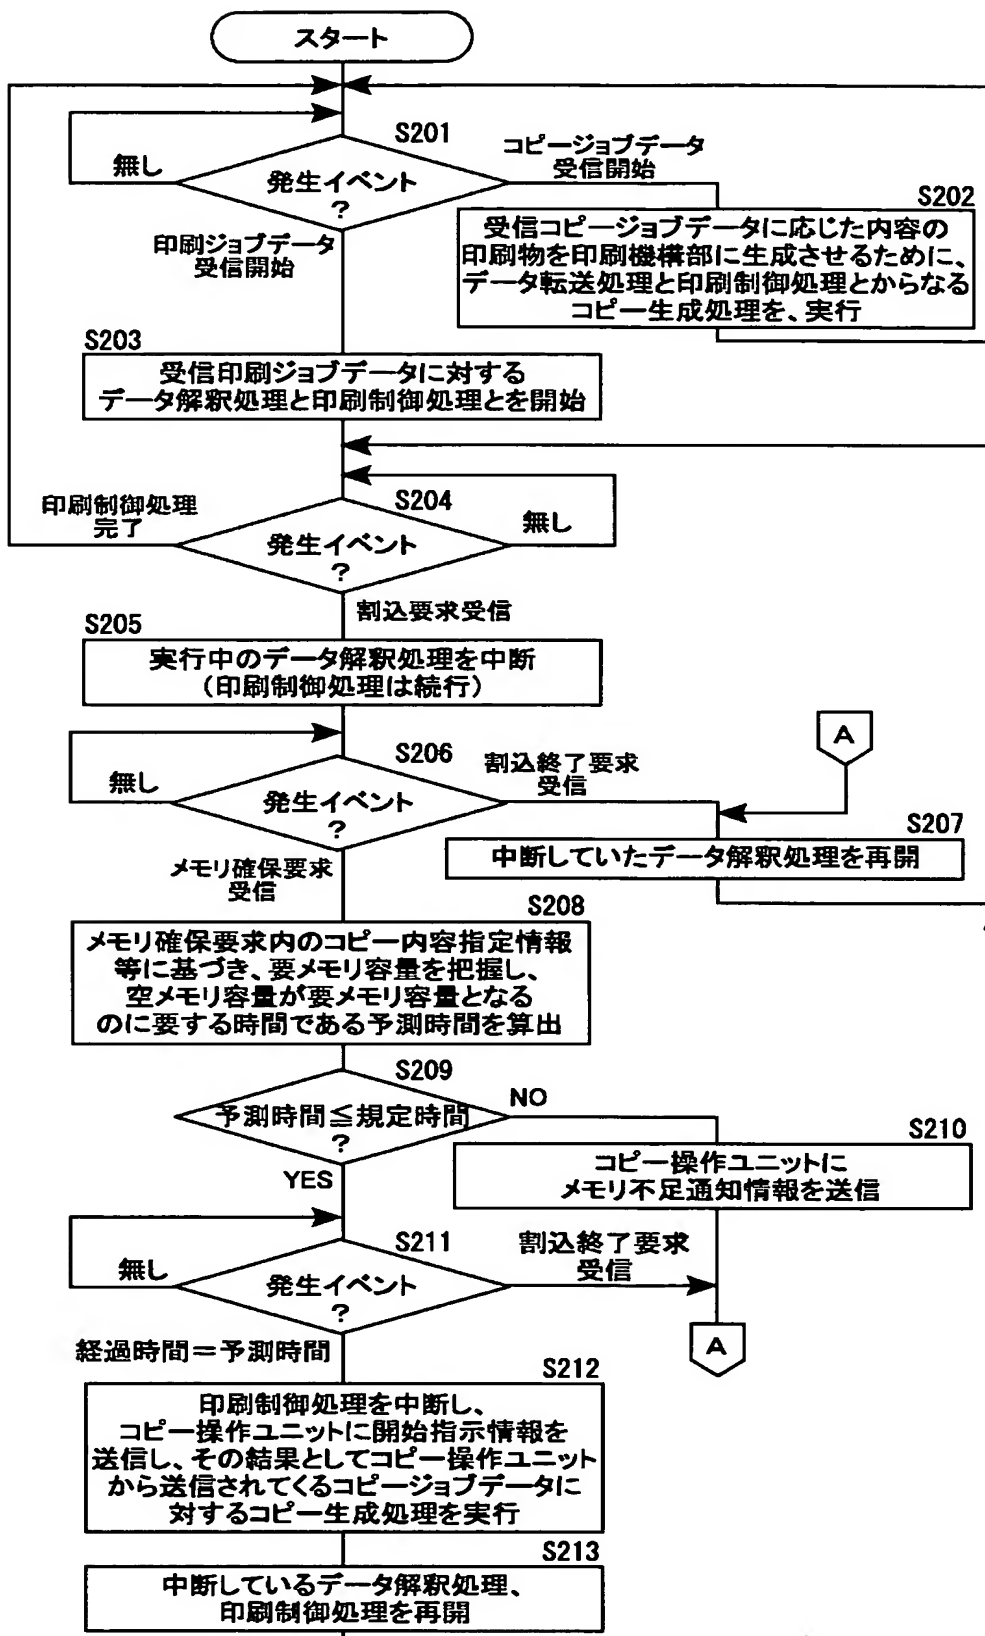 スタート
S201
コピージョブデータ
受信開始
無し
発生イベント
?
印刷ジョブデータ
受信開始
S202
受信コピージョブデータに応じた内容の
印刷物を印刷機構部に生成させるために、
データ転送処理と印刷制御処理とからなる
コピー生成処理を、実行
S203
受信印刷ジョブデータに対する
データ解釈処理と印刷制御処理とを開始
印刷制御処理
完了
S204
無し
発生イベント
?
割込要求受信
S205
実行中のデータ解釈処理を中断
(印刷制御処理は続行)
A
S206
割込終了要求
受信
無し
発生イベント
?
S207
中断していたデータ解釈処理を再開
メモリ確保要求
受信
S208
メモリ確保要求内のコピー内容指定情報
等に基づき、要メモリ容量を把握し、
空メモリ容量が要メモリ容量となる
のに要する時間である予測時間を算出
S209
予測時間≦規定時間
?
NO
YES
S210
コピー操作ユニットに
メモリ不足通知情報を送信
S211
割込終了要求
受信
無し
発生イベント
?
A
経過時間=予測時間
S212
印刷制御処理を中断し、
コピー操作ユニットに開始指示情報を
送信し、その結果としてコピー操作ユニット
から送信されてくるコピージョブデータに
対するコピー生成処理を実行
S213
中断しているデータ解釈処理、
印刷制御処理を再開